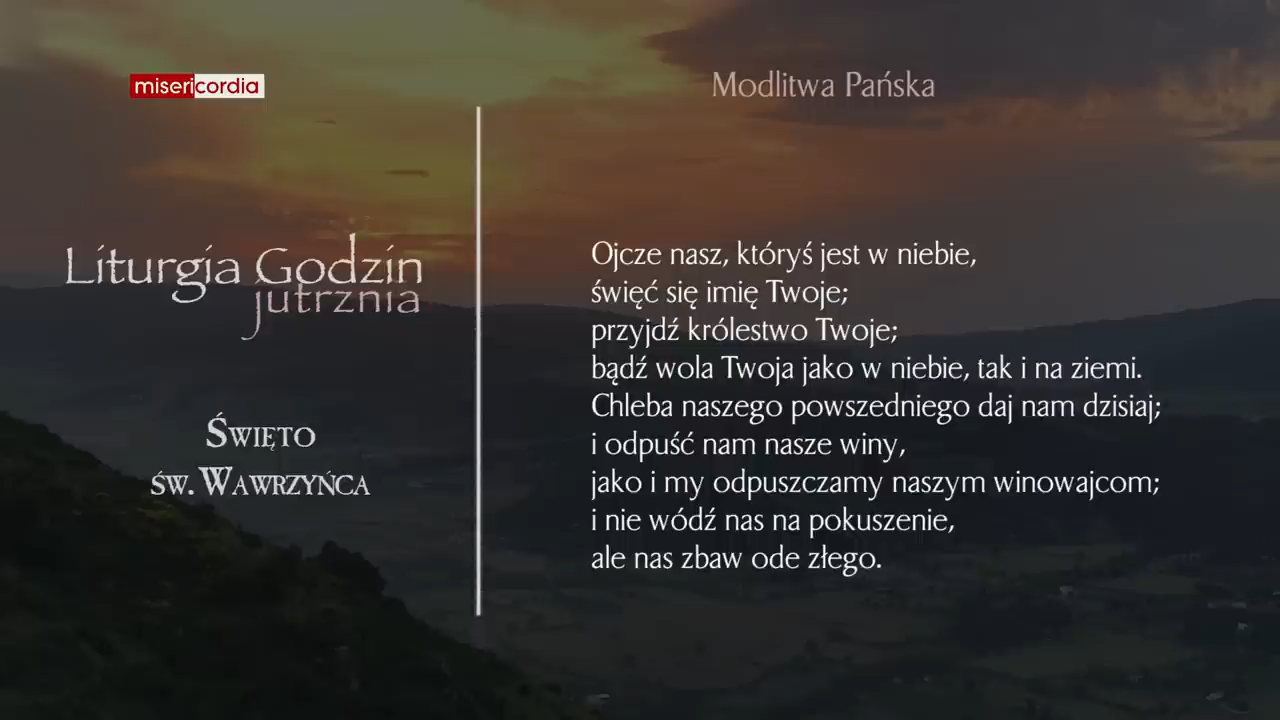 misericordia
Modlitwa Pańska
Liturgia Godzin
jutrznia
Święto
św. Wawrzyńca
Ojcze nasz, któryś jest w niebie,
święć się imię Twoje;
przyjdź królestwo Twoje;
bądź wola Twoja jako w niebie, tak i na ziemi.
Chleba naszego powszedniego daj nam dzisiaj;
i odpuść nam nasze winy,
jako i my odpuszczamy naszym winowajcom;
i nie wódź nas na pokuszenie,
ale nas zbaw ode złego.